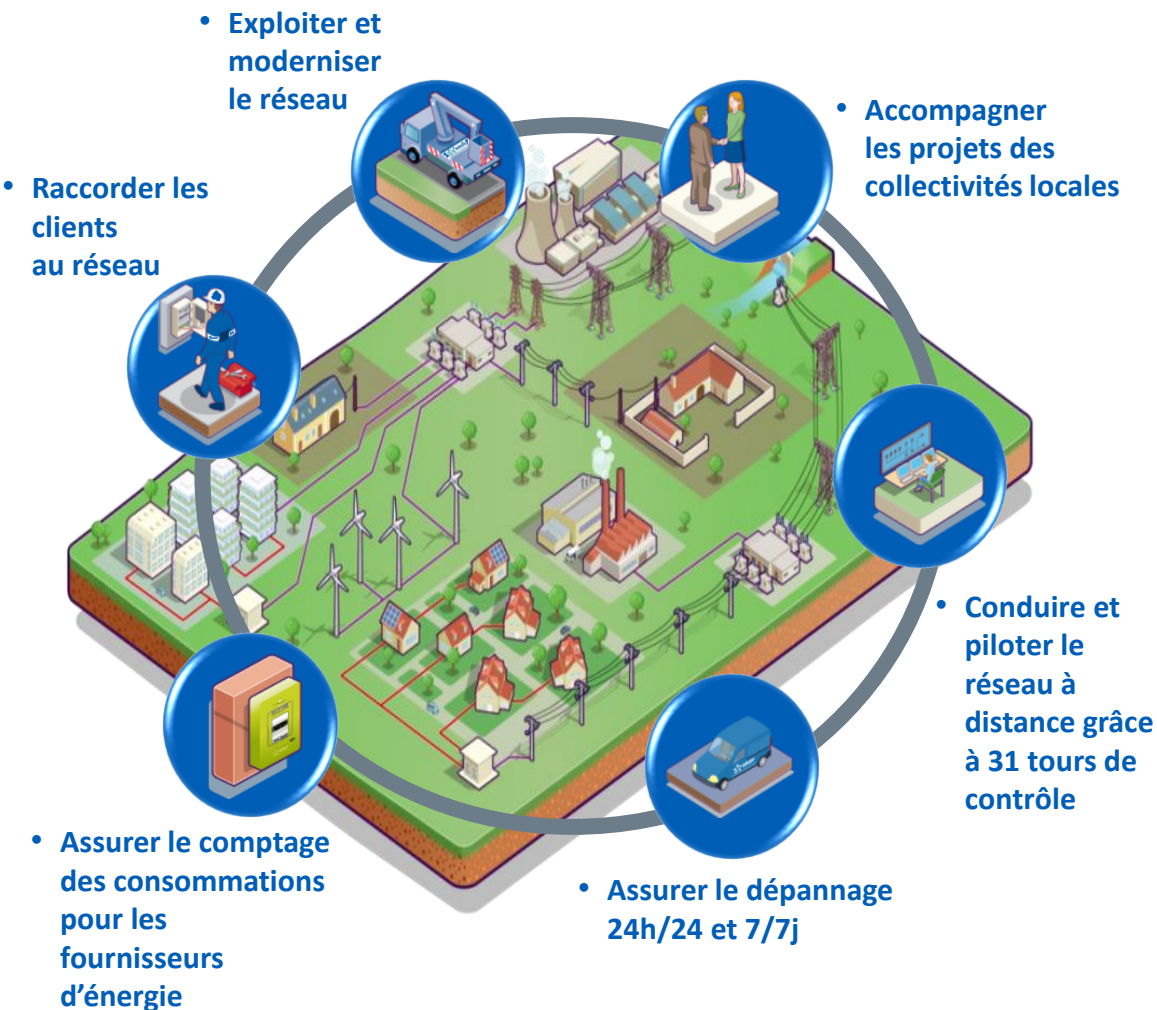 • Exploiter et
moderniser
le réseau
• Accompagner
les projets des
collectivités locales
• Raccorder les
clients
au réseau
• Conduire et
piloter le
réseau à
distance grâce
à 31 tours de
contrôle
• Assurer le comptage
des consommations
pour les
fournisseurs
d’énergie
• Assurer le dépannage
24h/24 et 7/7j